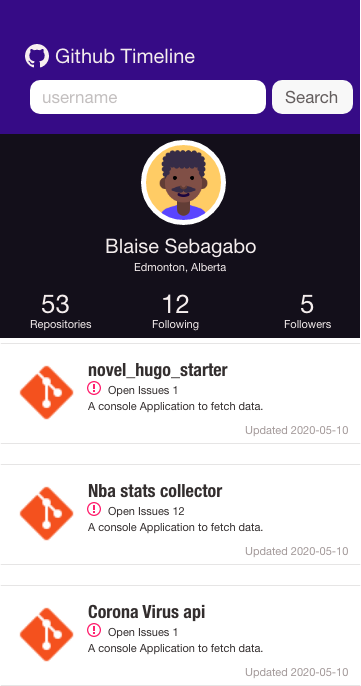 Github Timeline
username
Search
Blaise Sebagabo
Edmonton, Alberta
53
12
5
Repositories
Following
Followers
novel_hugo_starter
Open Issues 1
A console Application to fetch data.
Updated 2020-05-10
Nba stats collector
Open Issues 12
A console Application to fetch data.
Updated 2020-05-10
Corona Virus api
Open Issues 1
A console Application to fetch data.
Updated 2020-05-10